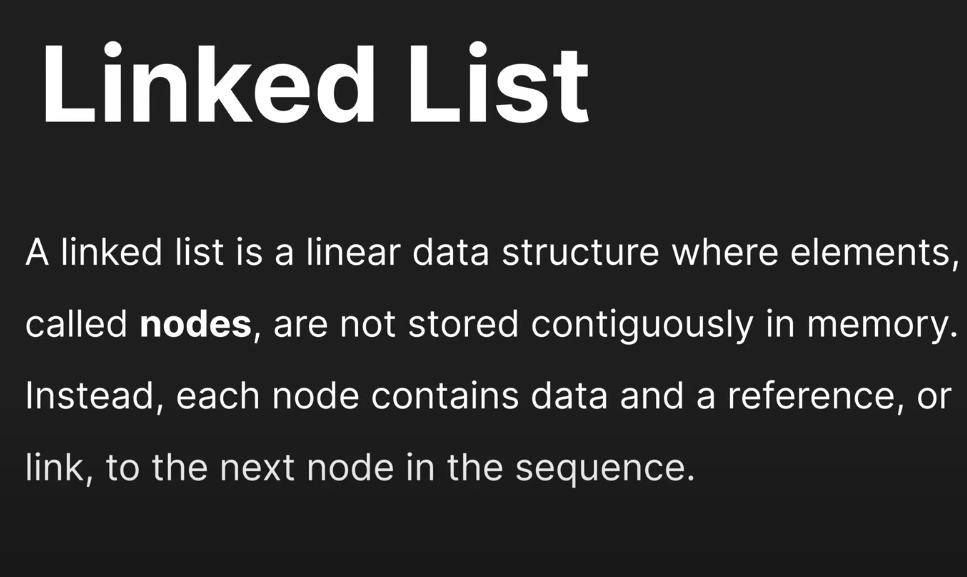 Linked List
A linked list is a linear data structure where elements,
called nodes, are not stored contiguously in memory.
Instead, each node contains data and a reference, or
link, to the next node in the sequence.